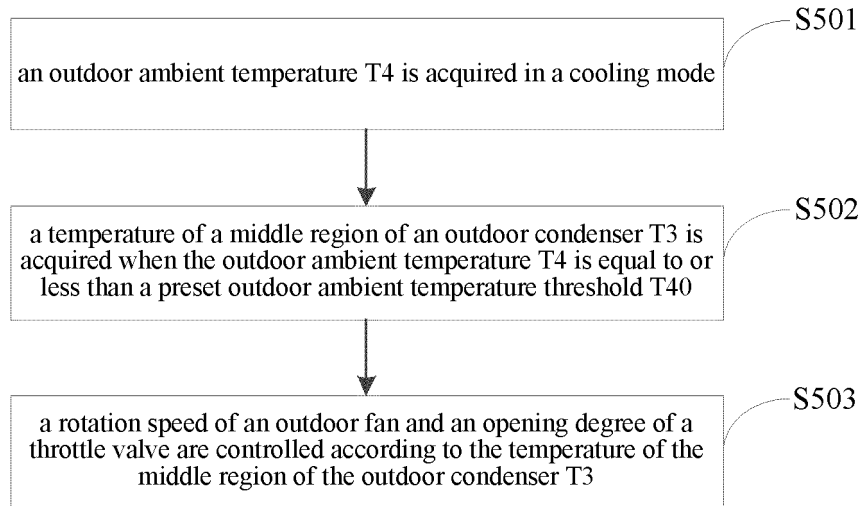 S501
an outdoor ambient temperature T4 is acquired in a cooling mode
S502
a temperature of a middle region of an outdoor condenser T3 is
acquired when the outdoor ambient temperature T4 is equal to or
less than a preset outdoor ambient temperature threshold T40
S503
a rotation speed of an outdoor fan and an opening degree of a
throttle valve are controlled according to the temperature of the
middle region of the outdoor condenser T3